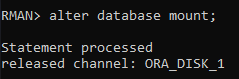 RMAN> alter database mount;
Statement processed
released channel: ORA_DISK_1